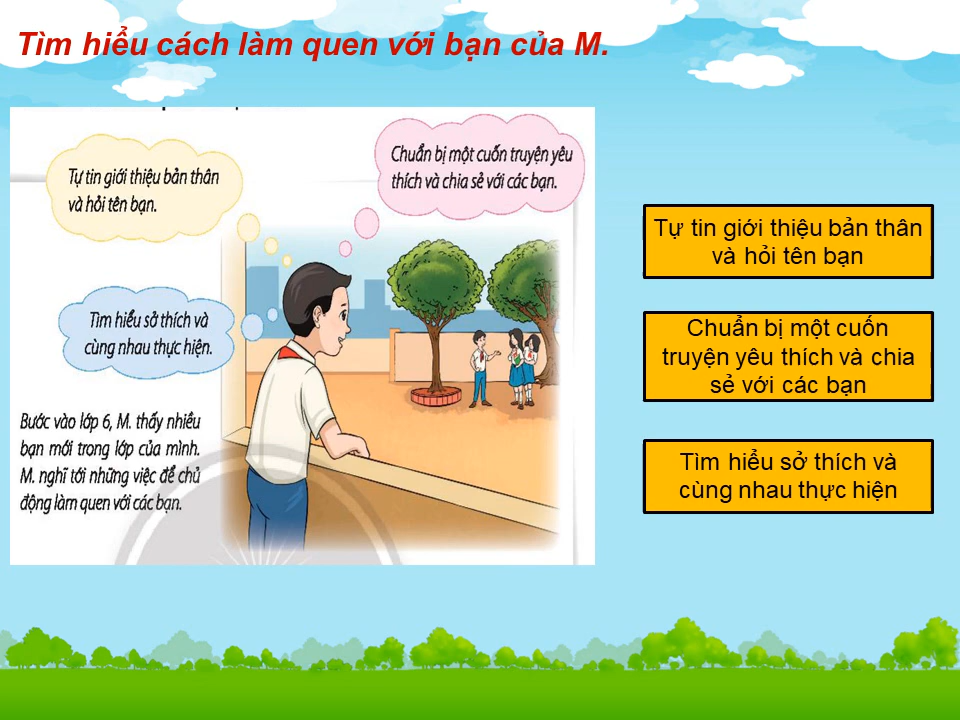 Tìm hiểu cách làm quen với bạn của M.
Tự tin giới thiệu bản thân
và hỏi tên bạn.
Chuẩn bị một cuốn truyện yêu
thích và chia sẻ với các bạn.
Tìm hiểu sở thích và
cùng nhau thực hiện.
Bước vào lớp 6, M. thấy nhiều
bạn mới trong lớp của mình.
M. nghĩ tới những việc để chủ
động làm quen với các bạn.
Tự tin giới thiệu bản thân
và hỏi tên bạn
Chuẩn bị một cuốn
truyện yêu thích và chia
sẻ với các bạn
Tìm hiểu sở thích và
cùng nhau thực hiện